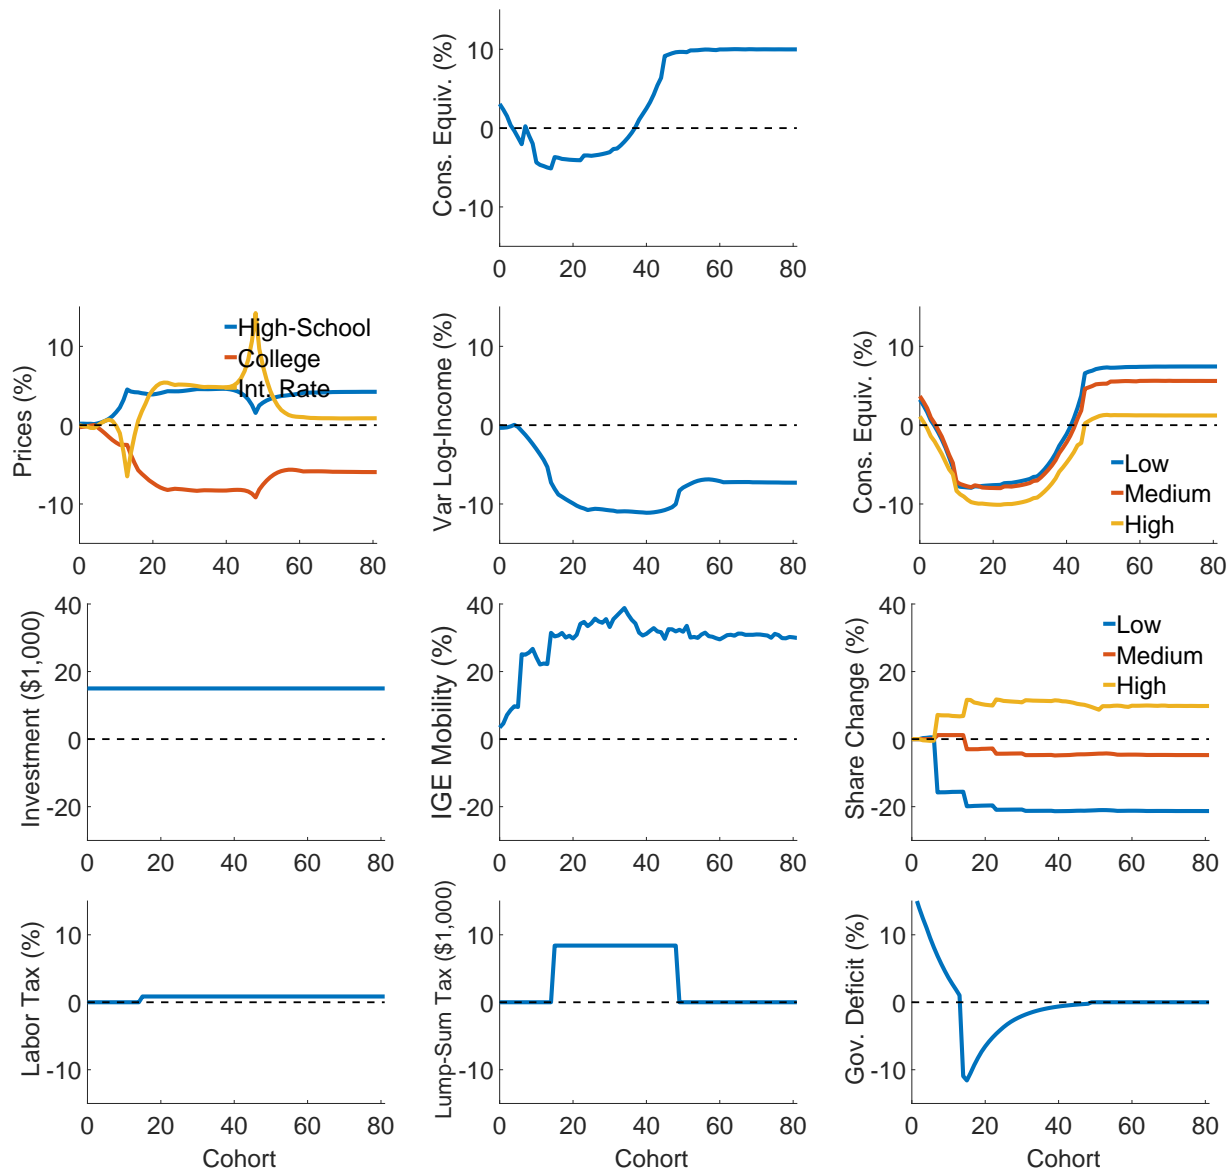 Cons. Equiv. (%)
10
0
-10
0 20 40 60 80
Cohort
Prices (%)
10
0
-10
0 20 40 60 80
High-School
College
Int. Rate
Var Log-Income (%)
10
0
-10
0 20 40 60 80
Cons. Equiv. (%)
10
0
-10
0 20 40 60 80
Low
Medium
High
Investment ($1,000)
40
20
0
-20
0 20 40 60 80
IGE Mobility (%)
40
20
0
20
0 20 40 60 80
Share Change (%)
40
20
0
-20
0 20 40 60 80
Low
Medium
High
Labor Tax (%)
10
0
-10
0 20 40 60 80
Cohort
Lump-Sum Tax ($1,000)
10
0
-10
0 20 40 60 80
Gov. Deficit (%)
10
0
-10
0 20 40 60 80
Cohort